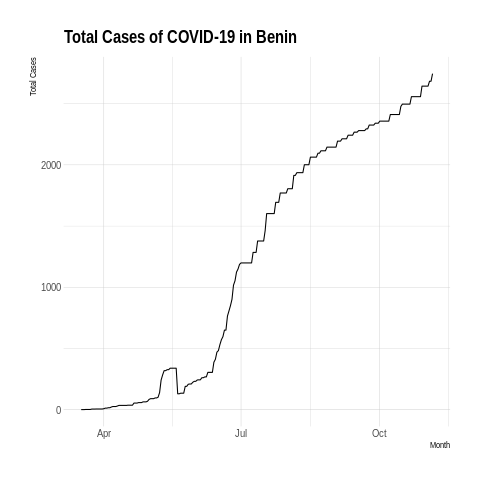 Total Cases of COVID-19 in Benin
Total Cases
2000
1000
0
Apr
Jul
Oct
Month